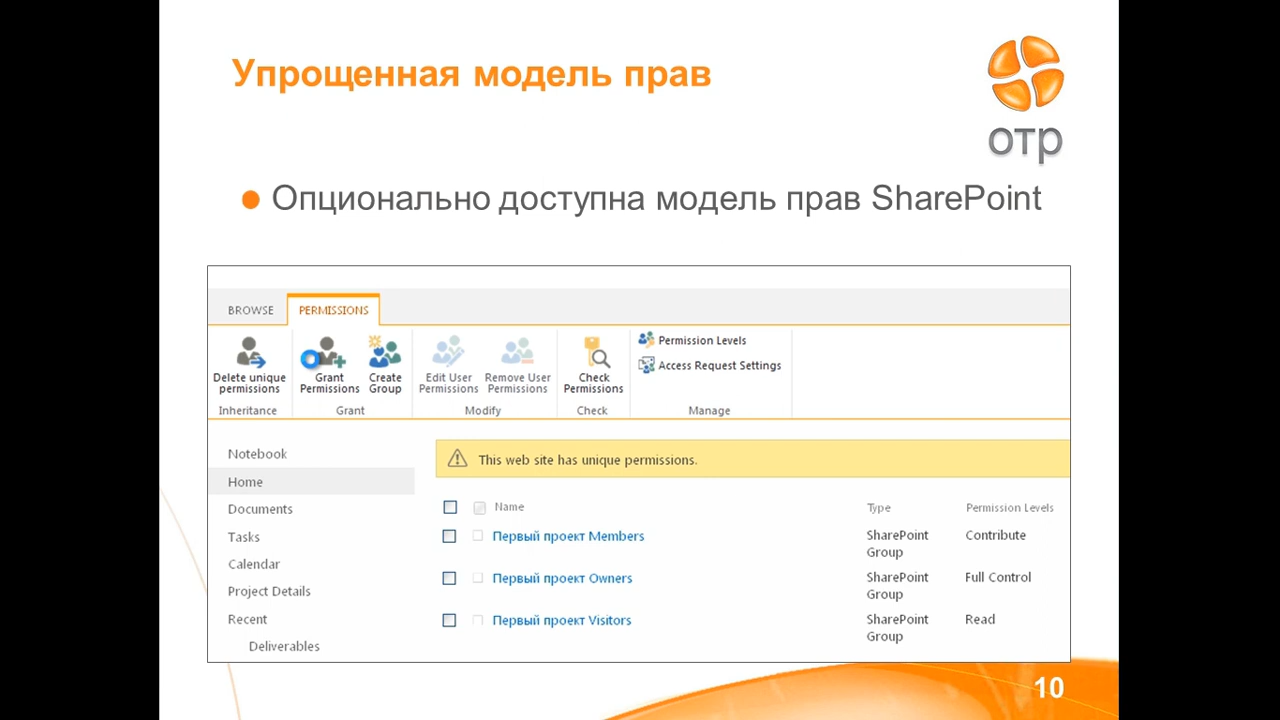 Упрощенная модель прав
отр
Опционально доступна модель прав SharePoint
BROWSE PERMISSIONS
Delete unique permissions
Grant Permissions
Create Group
Edit User Permissions
Remove User Permissions
Check Permissions
Permission Levels
Access Request Settings
Inheritance Grant Modify Check Manage
Notebook
Home
Documents
Tasks
Calendar
Project Details
Recent
Deliverables
This web site has unique permissions.
Name Type Permission Levels
Первый проект Members SharePoint Group Contribute
Первый проект Owners SharePoint Group Full Control
Первый проект Visitors SharePoint Group Read
10